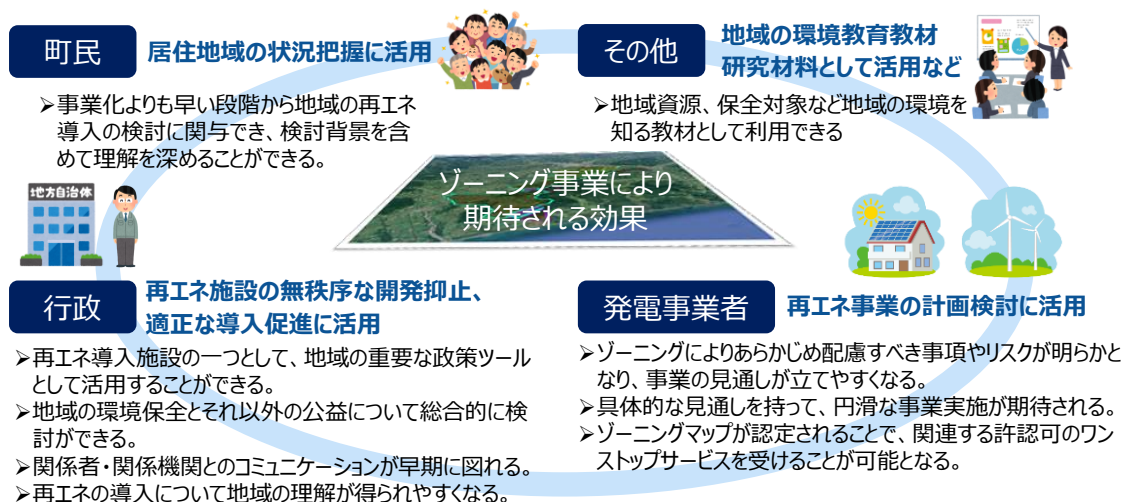 町民
居住地域の状況把握に活用
➢事業化よりも早い段階から地域の再エネ
導入の検討に関与でき、検討背景を含
めて理解を深めることができる。
その他
地域の環境教育教材
研究材料として活用など
➢地域資源、保全対象など地域の環境を
知る教材として利用できる
ゾーニング事業により
期待される効果
地方自治体
行政
再エネ施設の無秩序な開発抑止、
適正な導入促進に活用
➢再エネ導入施設の一つとして、地域の重要な政策ツール
として活用することができる。
➢地域の環境保全とそれ以外の公益について総合的に検
討ができる。
➢関係者・関係機関とのコミュニケーションが早期に図れる。
➢再エネの導入について地域の理解が得られやすくなる。
発電事業者
再エネ事業の計画検討に活用
➢ゾーニングによりあらかじめ配慮すべき事項やリスクが明らかと
なり、事業の見通しが立てやすくなる。
➢具体的な見通しを持って、円滑な事業実施が期待される。
➢ゾーニングマップが認定されることで、関連する許認可のワン
ストップサービスを受けることが可能となる。